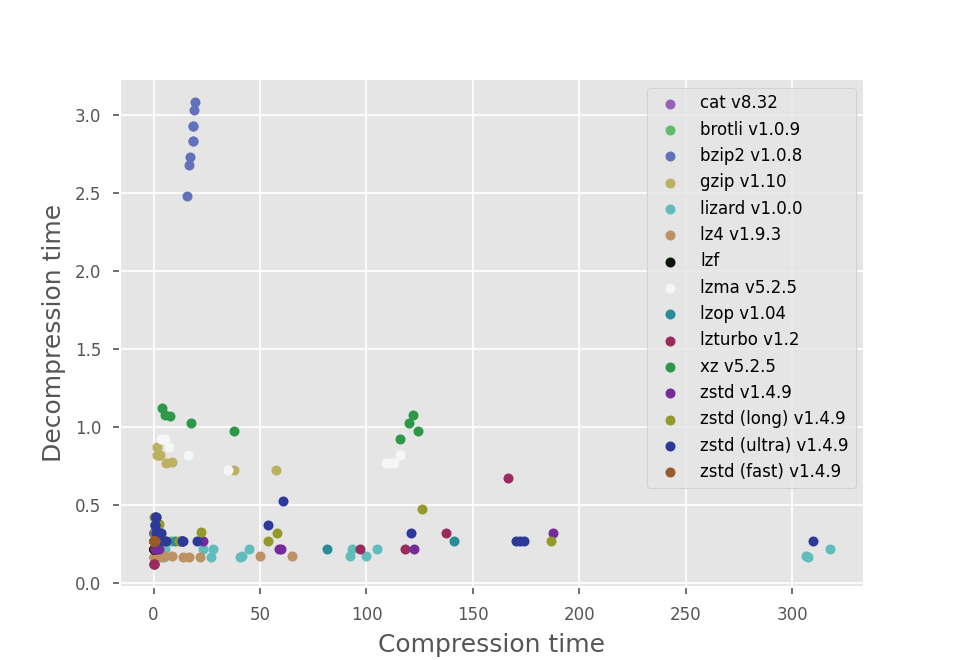 3.0
2.5
2.0
1.5
1.0
0.5
0.0
Decompression time
cat v8.32
brotli v1.0.9
bzip2 v1.0.8
gzip v1.10
lizard v1.0.0
lz4 v1.9.3
lzf
lzma v5.2.5
lzop v1.04
lzturbo v1.2
xz v5.2.5
zstd v1.4.9
zstd (long) v1.4.9
zstd (ultra) v1.4.9
zstd (fast) v1.4.9
0 50 100 150 200 250 300
Compression time